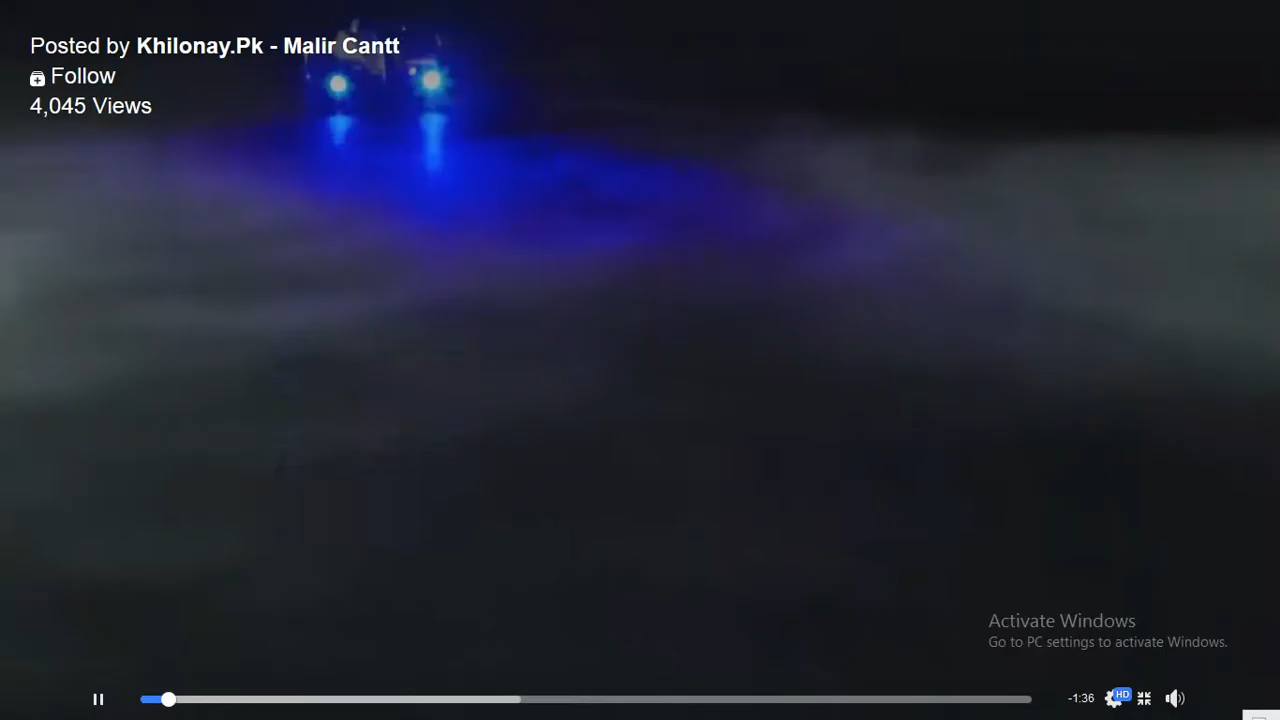 Posted by Khilonay.Pk - Malir Cantt
Follow
4,045 Views
Activate Windows
Go to PC settings to activate Windows.
-1:36
HD